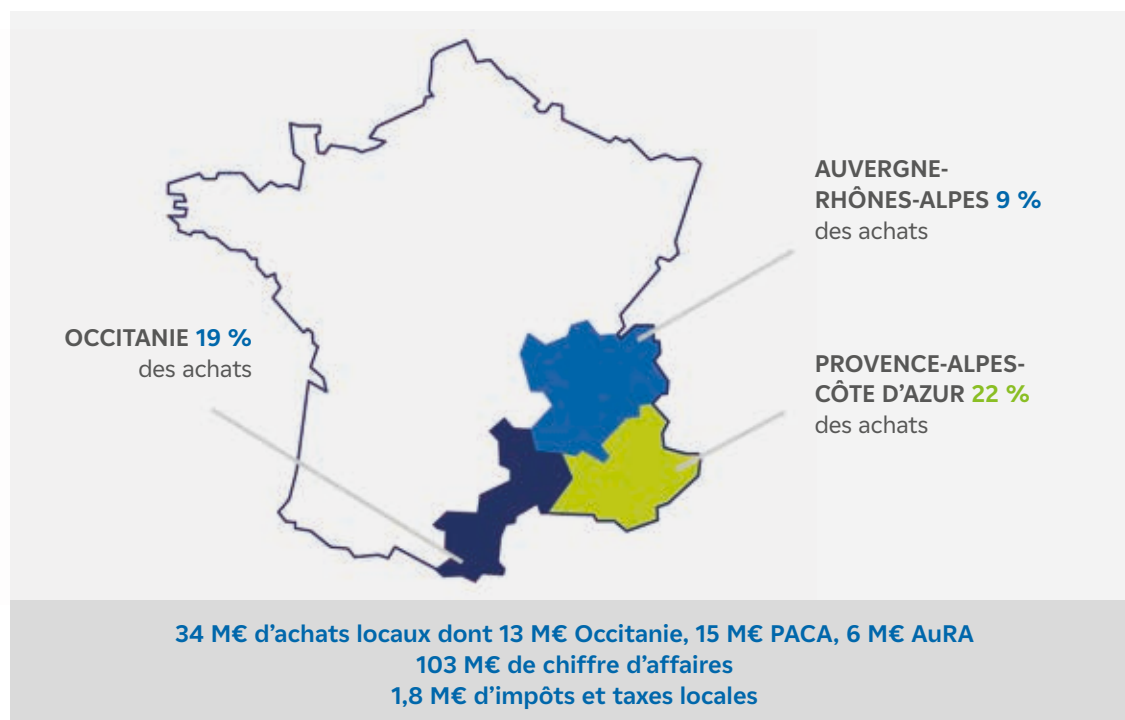 AUVERGNE-
RHÔNES-ALPES 9 %
des achats
OCCITANIE 19 %
des achats
PROVENCE-ALPES-
CÔTE D’AZUR 22 %
des achats
34 M€ d’achats locaux dont 13 M€ Occitanie, 15 M€ PACA, 6 M€ AuRA
103 M€ de chiffre d’affaires
1,8 M€ d’impôts et taxes locales